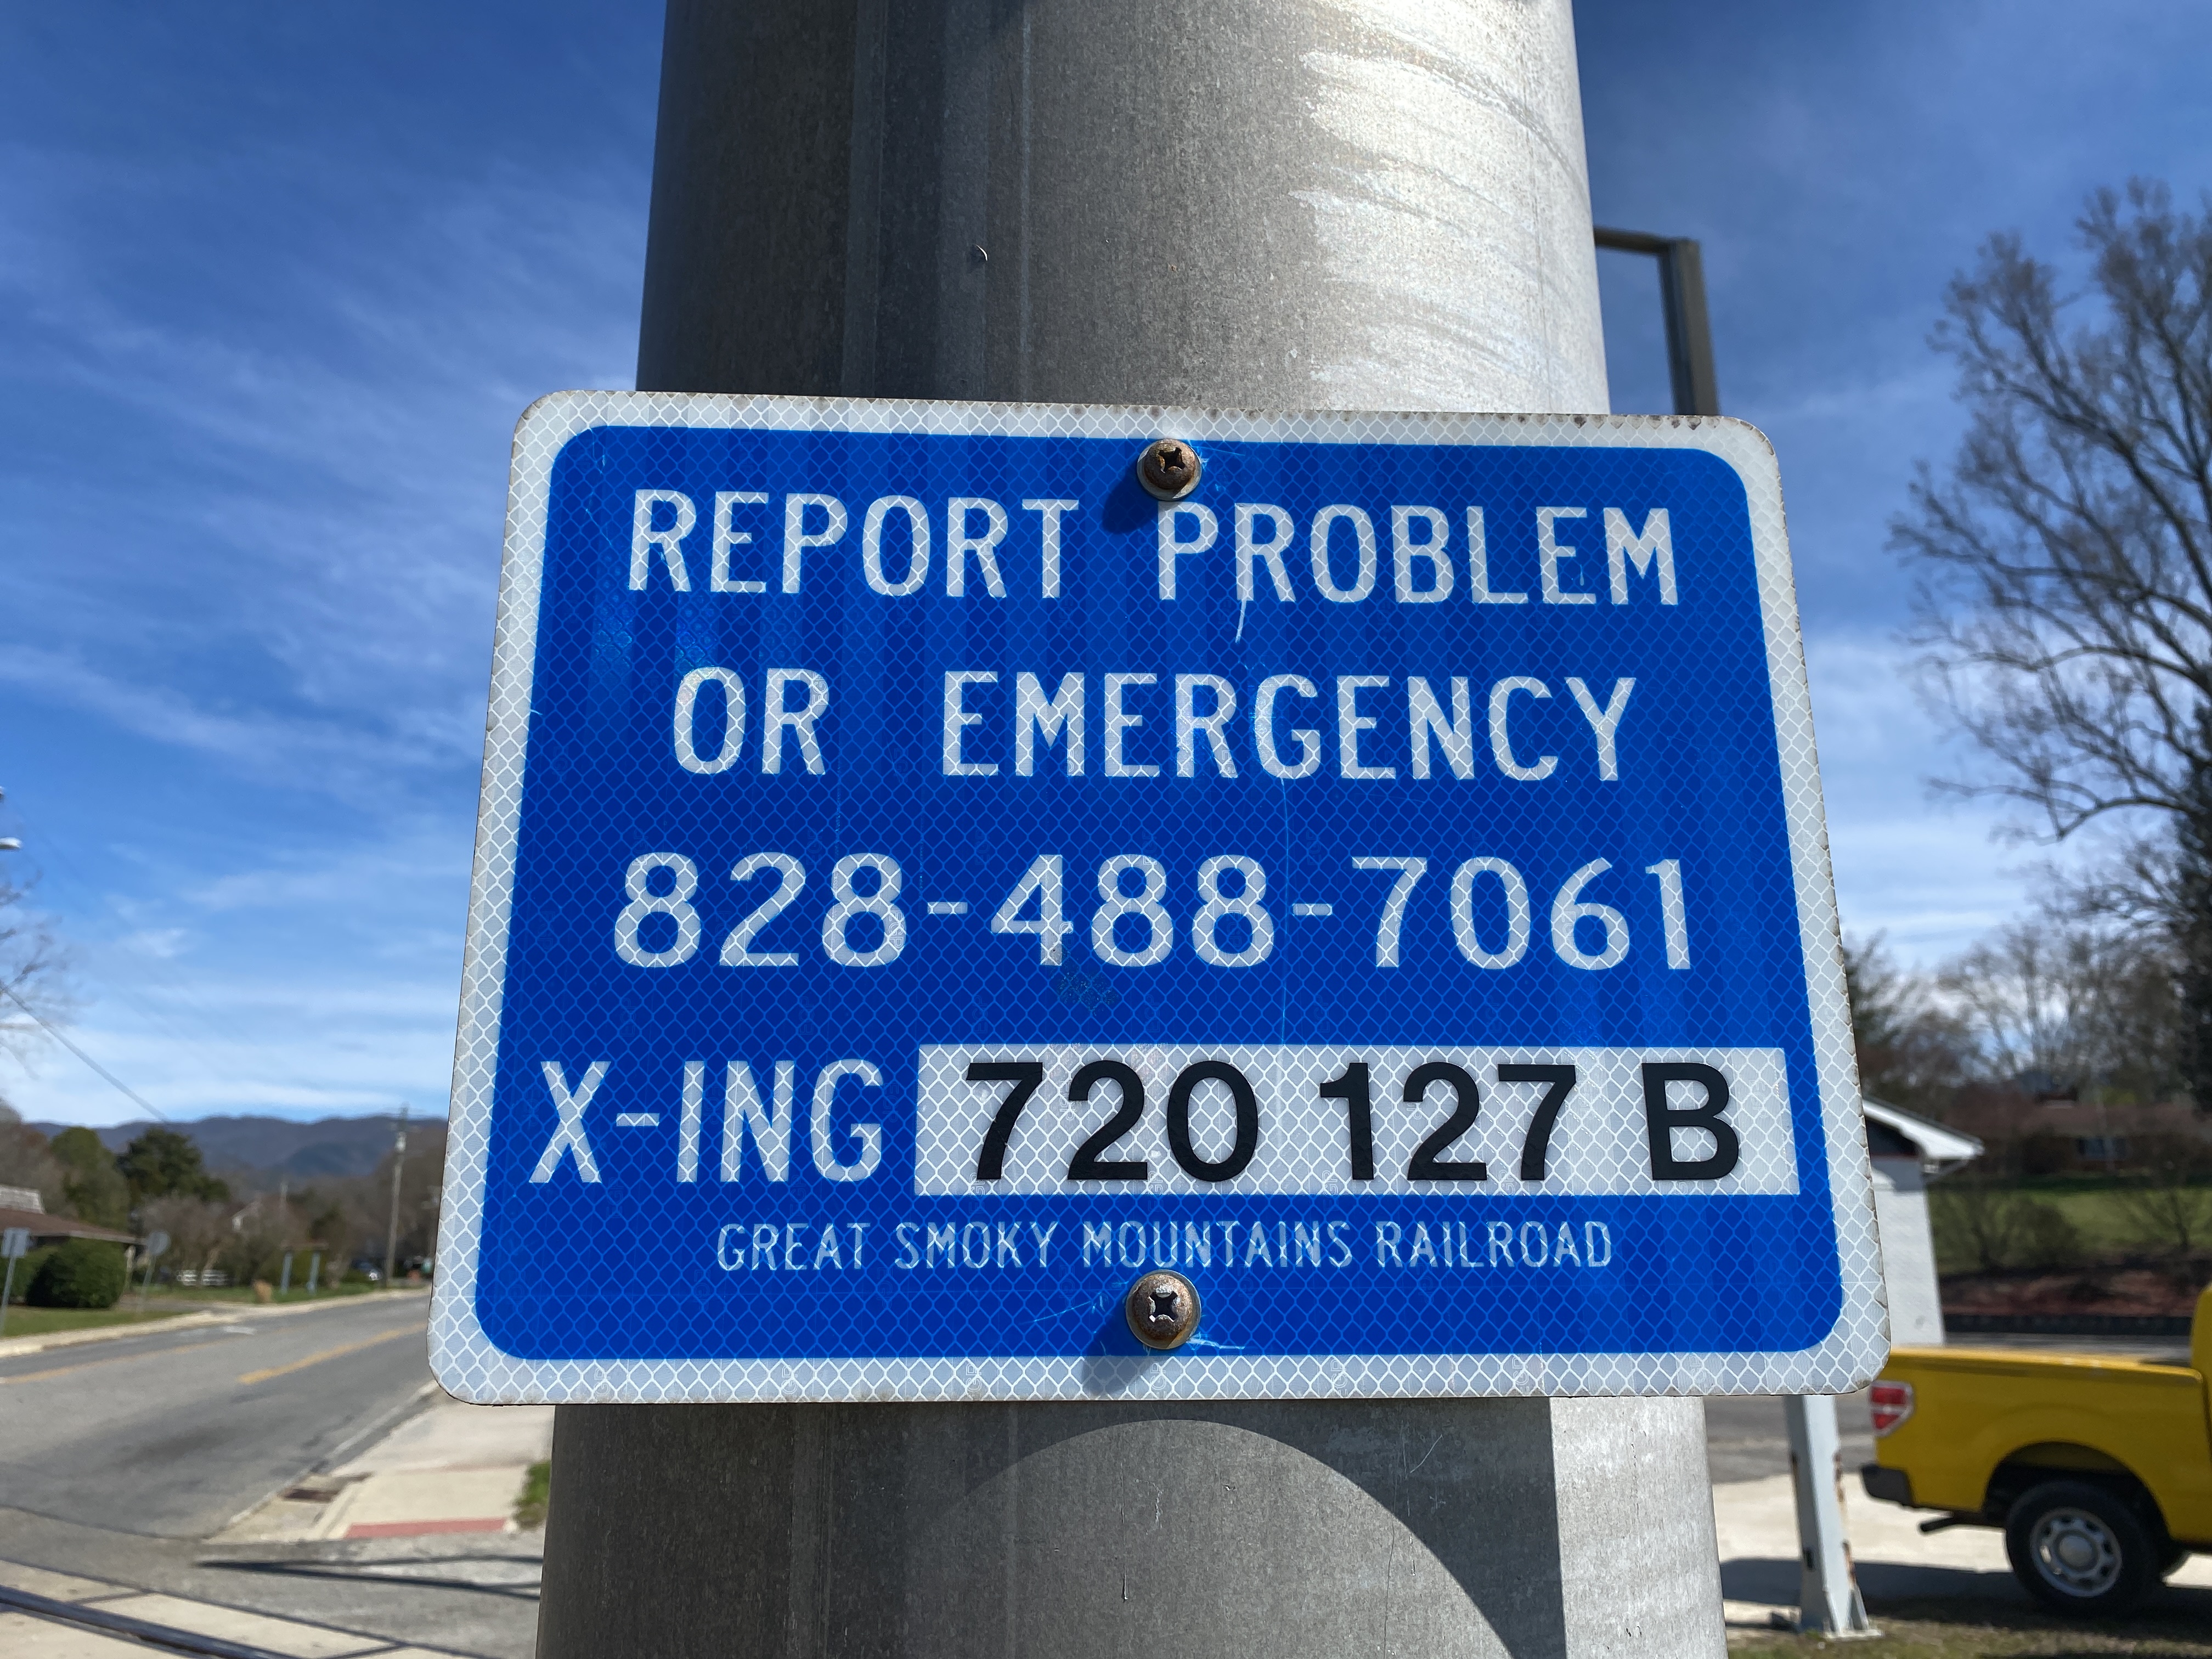 REPORT PROBLEM
OR EMERGENCY
828-488-7061
X-ING 720 127 B
GREAT SMOKY MOUNTAINS RAILROAD